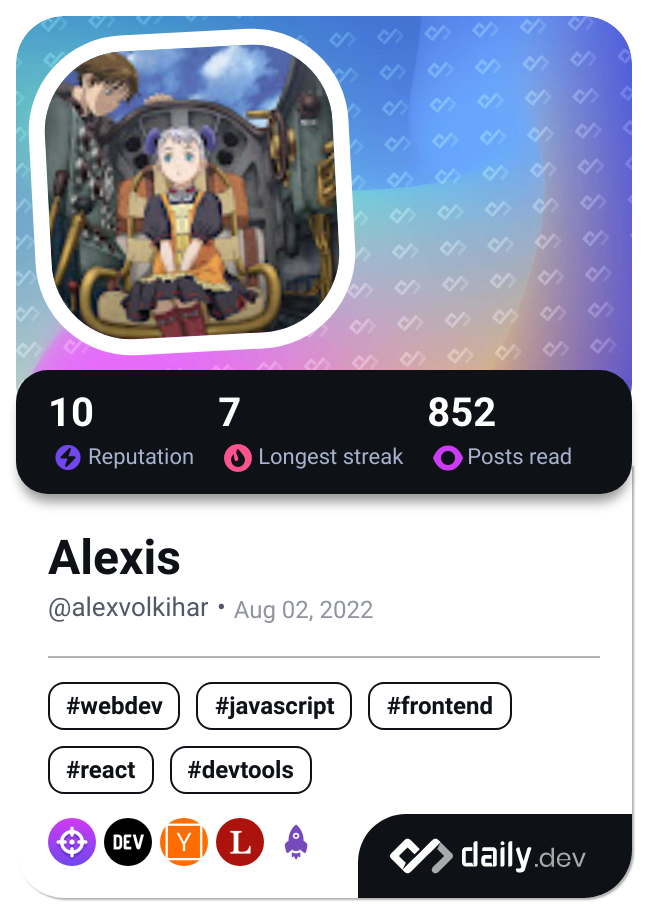 10 7 852
Reputation Longest streak Posts read
Alexis
@alexvolkihar • Aug 02, 2022
#webdev #javascript #frontend
#react #devtools
DEV Y L
daily.dev